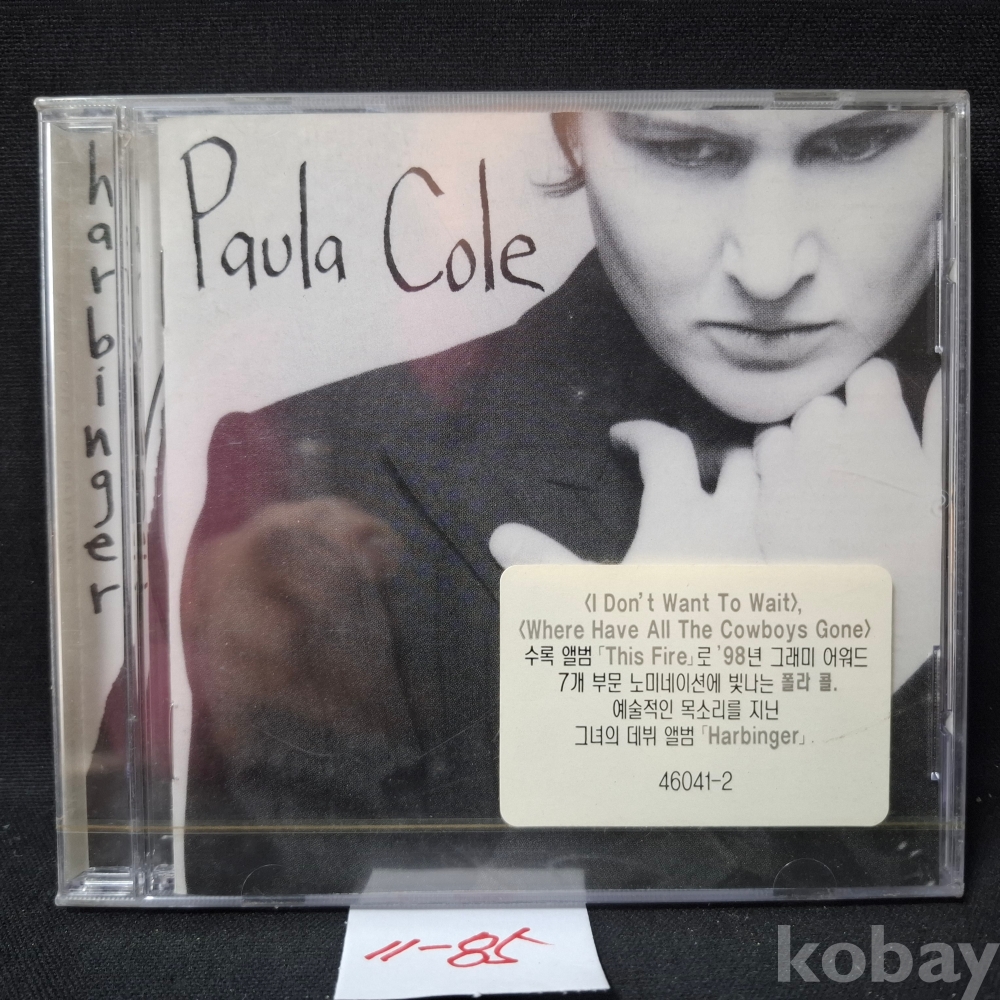 harbinger
Paula Cole
〈I Don't Want To Wait〉,
〈Where Have All The Cowboys Gone〉
수록 앨범 「This Fire」로 '98년 그래미 어워드
7개 부문 노미네이션에 빛나는 폴라 콜.
예술적인 목소리를 지닌
그녀의 데뷔 앨범 「Harbinger」.
46041-2
11-85
kobay